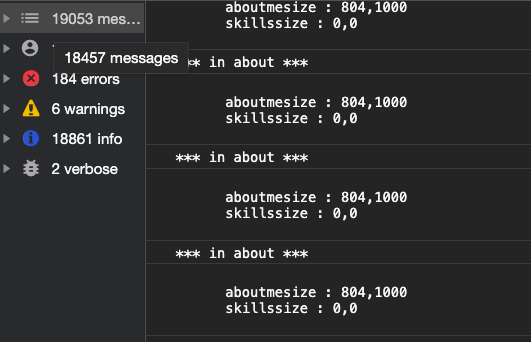 19053 mes...
18457 messages
184 errors
6 warnings
18861 info
2 verbose
aboutmesize : 804,1000
skillssize : 0,0
*** in about ***
aboutmesize : 804,1000
skillssize : 0,0
*** in about ***
aboutmesize : 804,1000
skillssize : 0,0
*** in about ***
aboutmesize : 804,1000
skillssize : 0,0